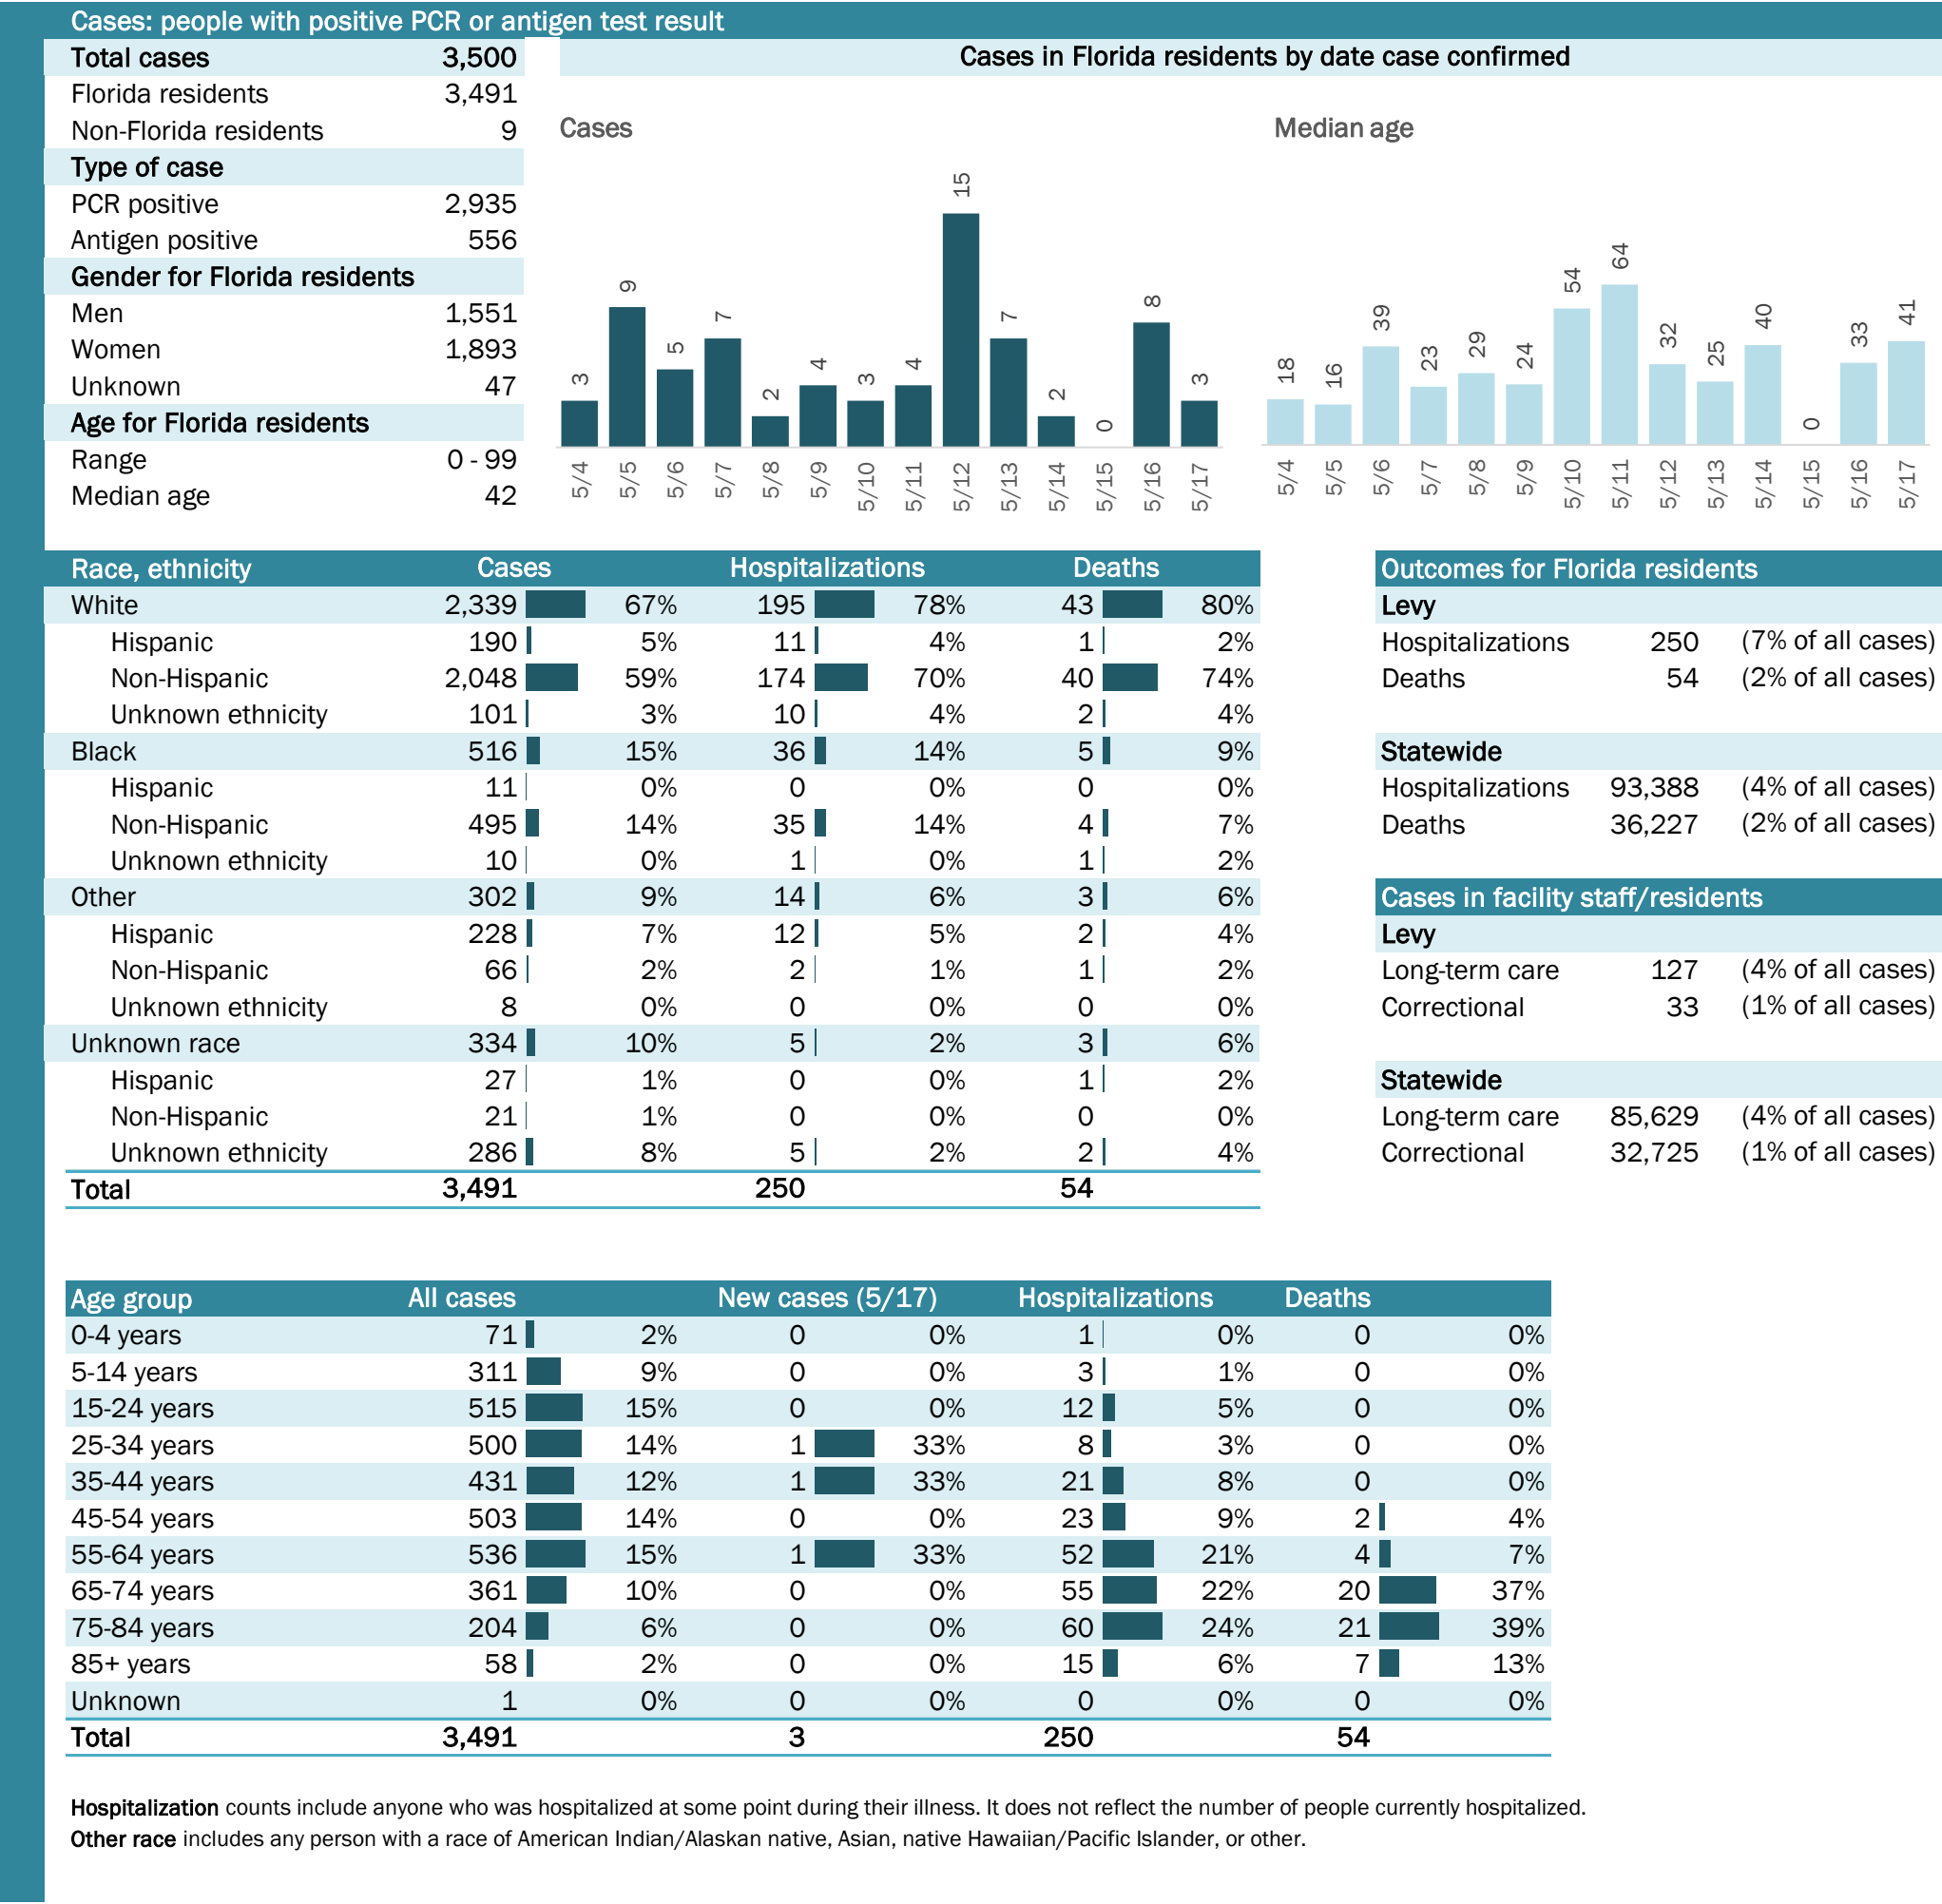 Cases: people with positive PCR or antigen test result
Total cases 3,500
Florida residents 3,491
Non-Florida residents 9
Type of case
PCR positive 2,935
Antigen positive 556
Gender for Florida residents
Men 1,551
Women 1,893
Unknown 47
Age for Florida residents
Range 0 - 99
Median age 42
Cases in Florida residents by date case confirmed
Cases
3 9 5 7 2 4 3 4 15 7 2 0 8 3
5/4 5/5 5/6 5/7 5/8 5/9 5/10 5/11 5/12 5/13 5/14 5/15 5/16 5/17
Median age
18 16 39 23 29 24 54 64 32 25 40 0 33 41
5/4 5/5 5/6 5/7 5/8 5/9 5/10 5/11 5/12 5/13 5/14 5/15 5/16 5/17
Race, ethnicity Cases Hospitalizations Deaths
White 2,339 67% 195 78% 43 80%
Hispanic 190 5% 11 4% 1 2%
Non-Hispanic 2,048 59% 174 70% 40 74%
Unknown ethnicity 101 3% 10 4% 2 4%
Black 516 15% 36 14% 5 9%
Hispanic 11 0% 0 0% 0 0%
Non-Hispanic 495 14% 35 14% 4 7%
Unknown ethnicity 10 0% 1 0% 1 2%
Other 302 9% 14 6% 3 6%
Hispanic 228 7% 12 5% 2 4%
Non-Hispanic 66 2% 2 1% 1 2%
Unknown ethnicity 8 0% 0 0% 0 0%
Unknown race 334 10% 5 2% 3 6%
Hispanic 27 1% 0 0% 1 2%
Non-Hispanic 21 1% 0 0% 0 0%
Unknown ethnicity 286 8% 5 2% 2 4%
Total 3,491 250 54
Outcomes for Florida residents
Levy
Hospitalizations 250 (7% of all cases)
Deaths 54 (2% of all cases)
Statewide
Hospitalizations 93,388 (4% of all cases)
Deaths 36,227 (2% of all cases)
Cases in facility staff/residents
Levy
Long-term care 127 (4% of all cases)
Correctional 33 (1% of all cases)
Statewide
Long-term care 85,629 (4% of all cases)
Correctional 32,725 (1% of all cases)
Age group All cases New cases (5/17) Hospitalizations Deaths
0-4 years 71 2% 0 0% 1 0% 0 0%
5-14 years 311 9% 0 0% 3 1% 0 0%
15-24 years 515 15% 0 0% 12 5% 0 0%
25-34 years 500 14% 1 33% 8 3% 0 0%
35-44 years 431 12% 1 33% 21 8% 0 0%
45-54 years 503 14% 0 0% 23 9% 2 4%
55-64 years 536 15% 1 33% 52 21% 4 7%
65-74 years 361 10% 0 0% 55 22% 20 37%
75-84 years 204 6% 0 0% 60 24% 21 39%
85+ years 58 2% 0 0% 15 6% 7 13%
Unknown 1 0% 0 0% 0 0% 0 0%
Total 3,491 3 250 54
Hospitalization counts include anyone who was hospitalized at some point during their illness. It does not reflect the number of people currently hospitalized.
Other race includes any person with a race of American Indian/Alaskan native, Asian, native Hawaiian/Pacific Islander, or other.